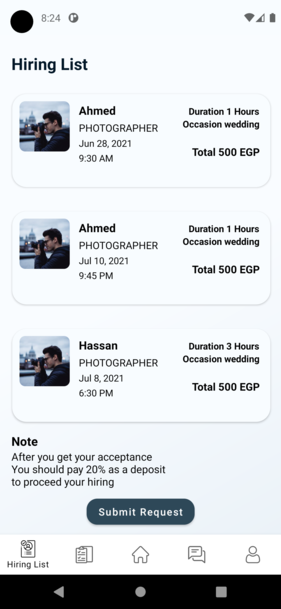 8:24
Hiring List
Ahmed
PHOTOGRAPHER
Jun 28, 2021
9:30 AM
Duration 1 Hours
Occasion wedding
Total 500 EGP
Ahmed
PHOTOGRAPHER
Jul 10, 2021
9:45 PM
Duration 1 Hours
Occasion wedding
Total 500 EGP
Hassan
PHOTOGRAPHER
Jul 8, 2021
6:30 PM
Duration 3 Hours
Occasion wedding
Total 500 EGP
Note
After you get your acceptance
You should pay 20% as a deposit
to proceed your hiring
Submit Request
Hiring List